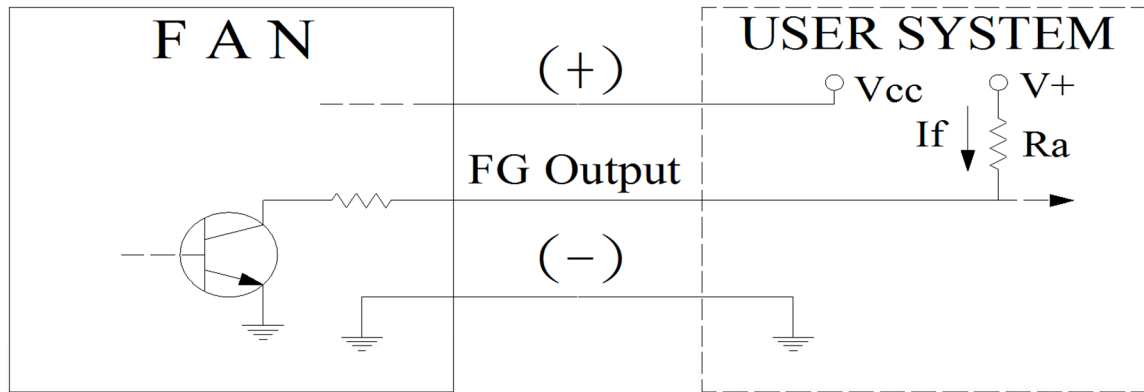 F A N
USER SYSTEM
(+)
Vcc
V+
If
Ra
FG Output
(-)